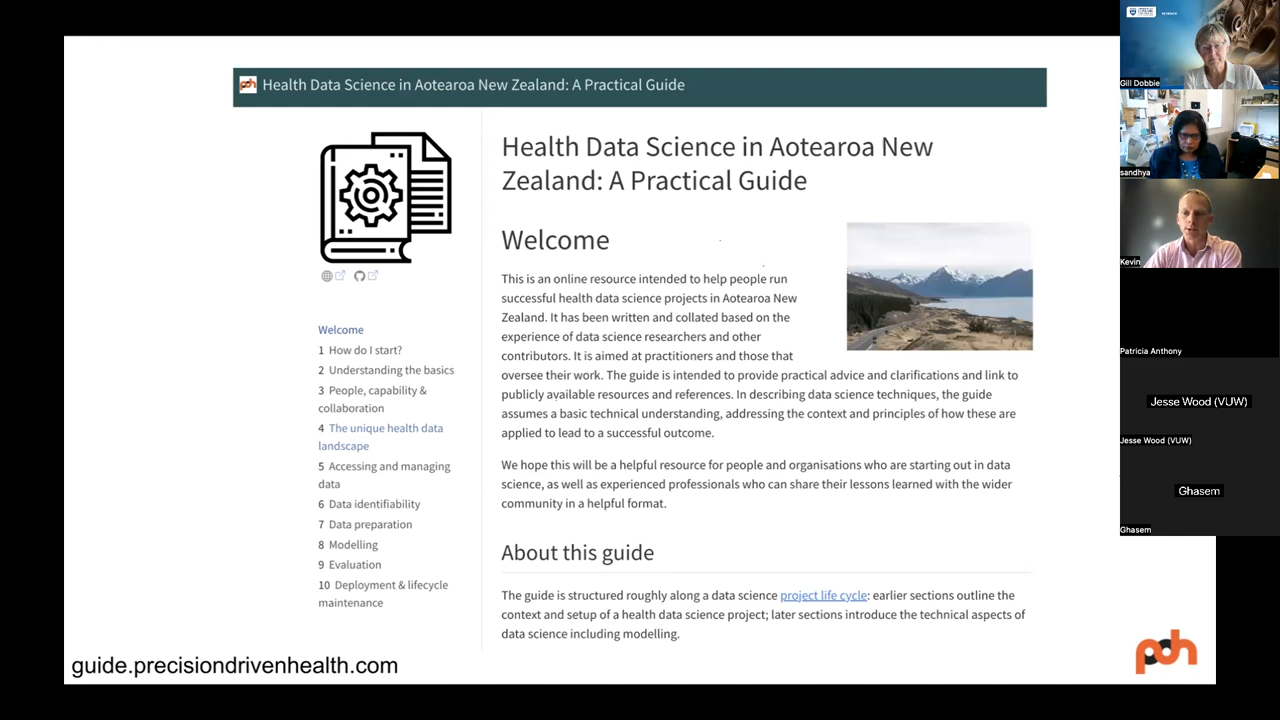 Health Data Science in Aotearoa New Zealand: A Practical Guide
Welcome
1 How do I start?
2 Understanding the basics
3 People, capability &
collaboration
4 The unique health data
landscape
5 Accessing and managing
data
6 Data identifiability
7 Data preparation
8 Modelling
9 Evaluation
10 Deployment & lifecycle
maintenance
Health Data Science in Aotearoa New
Zealand: A Practical Guide
Welcome
This is an online resource intended to help people run
successful health data science projects in Aotearoa New
Zealand. It has been written and collated based on the
experience of data science researchers and other
contributors. It is aimed at practitioners and those that
oversee their work. The guide is intended to provide practical advice and clarifications and link to
publicly available resources and references. In describing data science techniques, the guide
assumes a basic technical understanding, addressing the context and principles of how these are
applied to lead to a successful outcome.
We hope this will be a helpful resource for people and organisations who are starting out in data
science, as well as experienced professionals who can share their lessons learned with the wider
community in a helpful format.
About this guide
The guide is structured roughly along a data science project life cycle: earlier sections outline the
context and setup of a health data science project; later sections introduce the technical aspects of
data science including modelling.
guide.precisiondrivenhealth.com
pdh
Gill Dobbie
sandhya
Kevin
Patricia Anthony
Jesse Wood (VUW)
Jesse Wood (VUW)
Ghasem
Ghasem